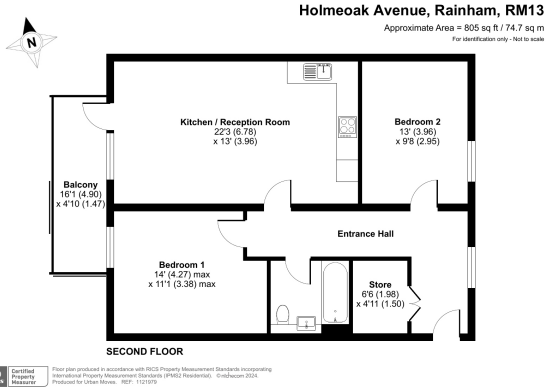 Holmeoak Avenue, Rainham, RM13
Approximate Area = 805 sq ft / 74.7 sq m
For identification only - Not to scale
N
Kitchen / Reception Room
22'3 (6.78)
x 13' (3.96)
Bedroom 2
13' (3.96)
x 9'8 (2.95)
Balcony
16'1 (4.90)
x 4'10 (1.47)
Entrance Hall
Bedroom 1
14' (4.27) max
x 11'1 (3.38) max
Store
6'6 (1.98)
x 4'11 (1.50)
SECOND FLOOR
Certified
Property
Measurer
Floor plan produced in accordance with RICS Property Measurement Standards incorporating
International Property Measurement Standards (IPMS2 Residential). ©nichecom 2024.
Produced for Urban Moves. REF: 1121979